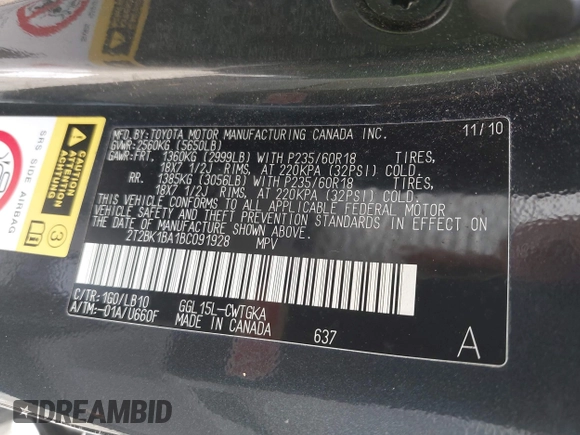 MFD.BY:TOYOTA MOTOR MANUFACTURING CANADA INC. 11/10
GVWR:2560KG (5650LB)
GAWR:FRT. 1360KG (2999LB) WITH P235/60R18 TIRES,
18X7 1/2J RIMS, AT 220KPA (32PSI) COLD.
RR. 1385KG (3056LB) WITH P235/60R18 TIRES,
18X7 1/2J RIMS, AT 220KPA (32PSI) COLD.
THIS VEHICLE CONFORMS TO ALL APPLICABLE FEDERAL MOTOR
VEHICLE SAFETY AND THEFT PREVENTION STANDARDS IN EFFECT ON THE
DATE OF MANUFACTURE SHOWN ABOVE.
2T2BK1BA1BC091928 MPV
C/TR:1G0/LB10 GGL15L-CWTGKA
A/TM:-01A/U660F MADE IN CANADA 637 A
SRS SIDE AIRBAG
ATTENTION
ACHTUNG
3
DREAMBID